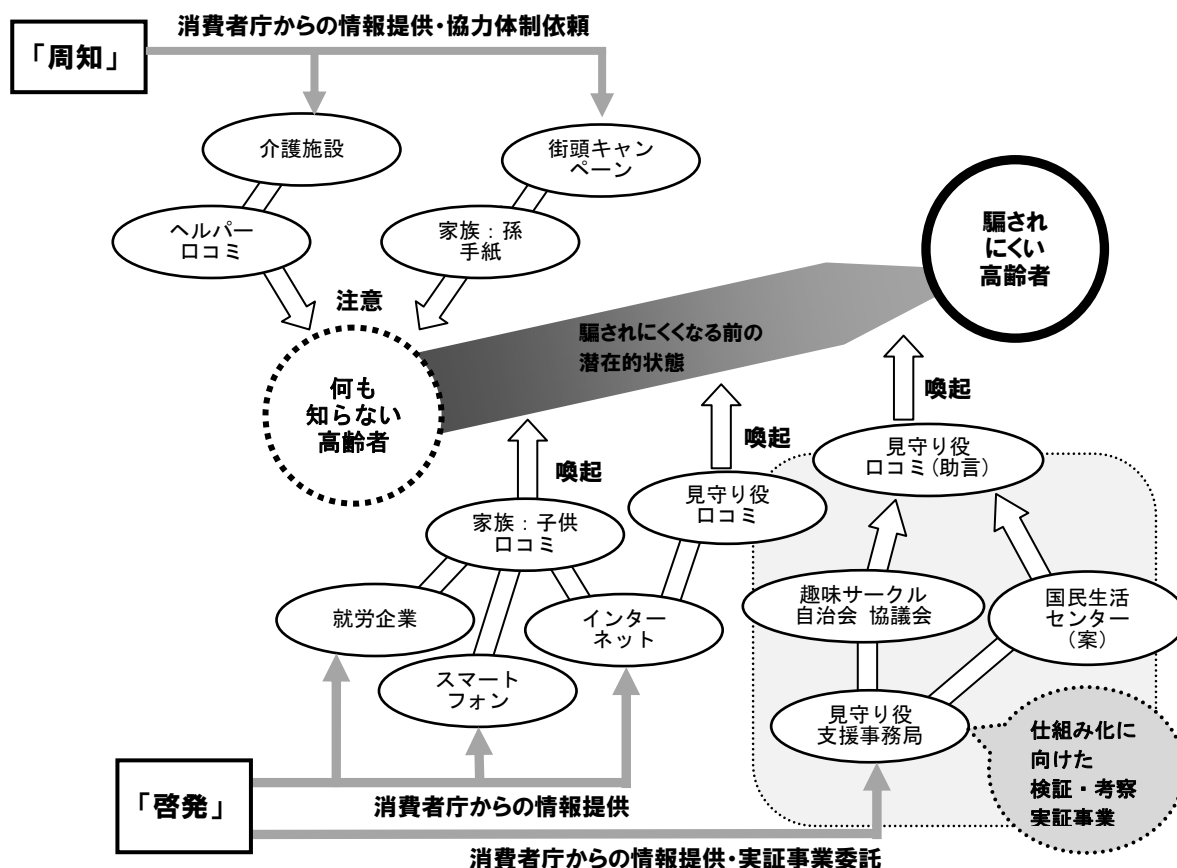 消費者庁からの情報提供・協力体制依頼
「周知」
介護施設
街頭キャン
ペーン
ヘルパー
口コミ
家族：孫
手紙
騙され
にくい
高齢者
注意
騙されにくくなる前の
潜在的状態
何も
知らない
高齢者
喚起
喚起
喚起
見守り役
口コミ（助言）
見守り役
口コミ
家族：子供
口コミ
就労企業
インター
ネット
スマート
フォン
趣味サークル
自治会 協議会
国民生活
センター
（案）
見守り役
支援事務局
仕組み化に
向けた
検証・考察
実証事業
「啓発」
消費者庁からの情報提供
消費者庁からの情報提供・実証事業委託